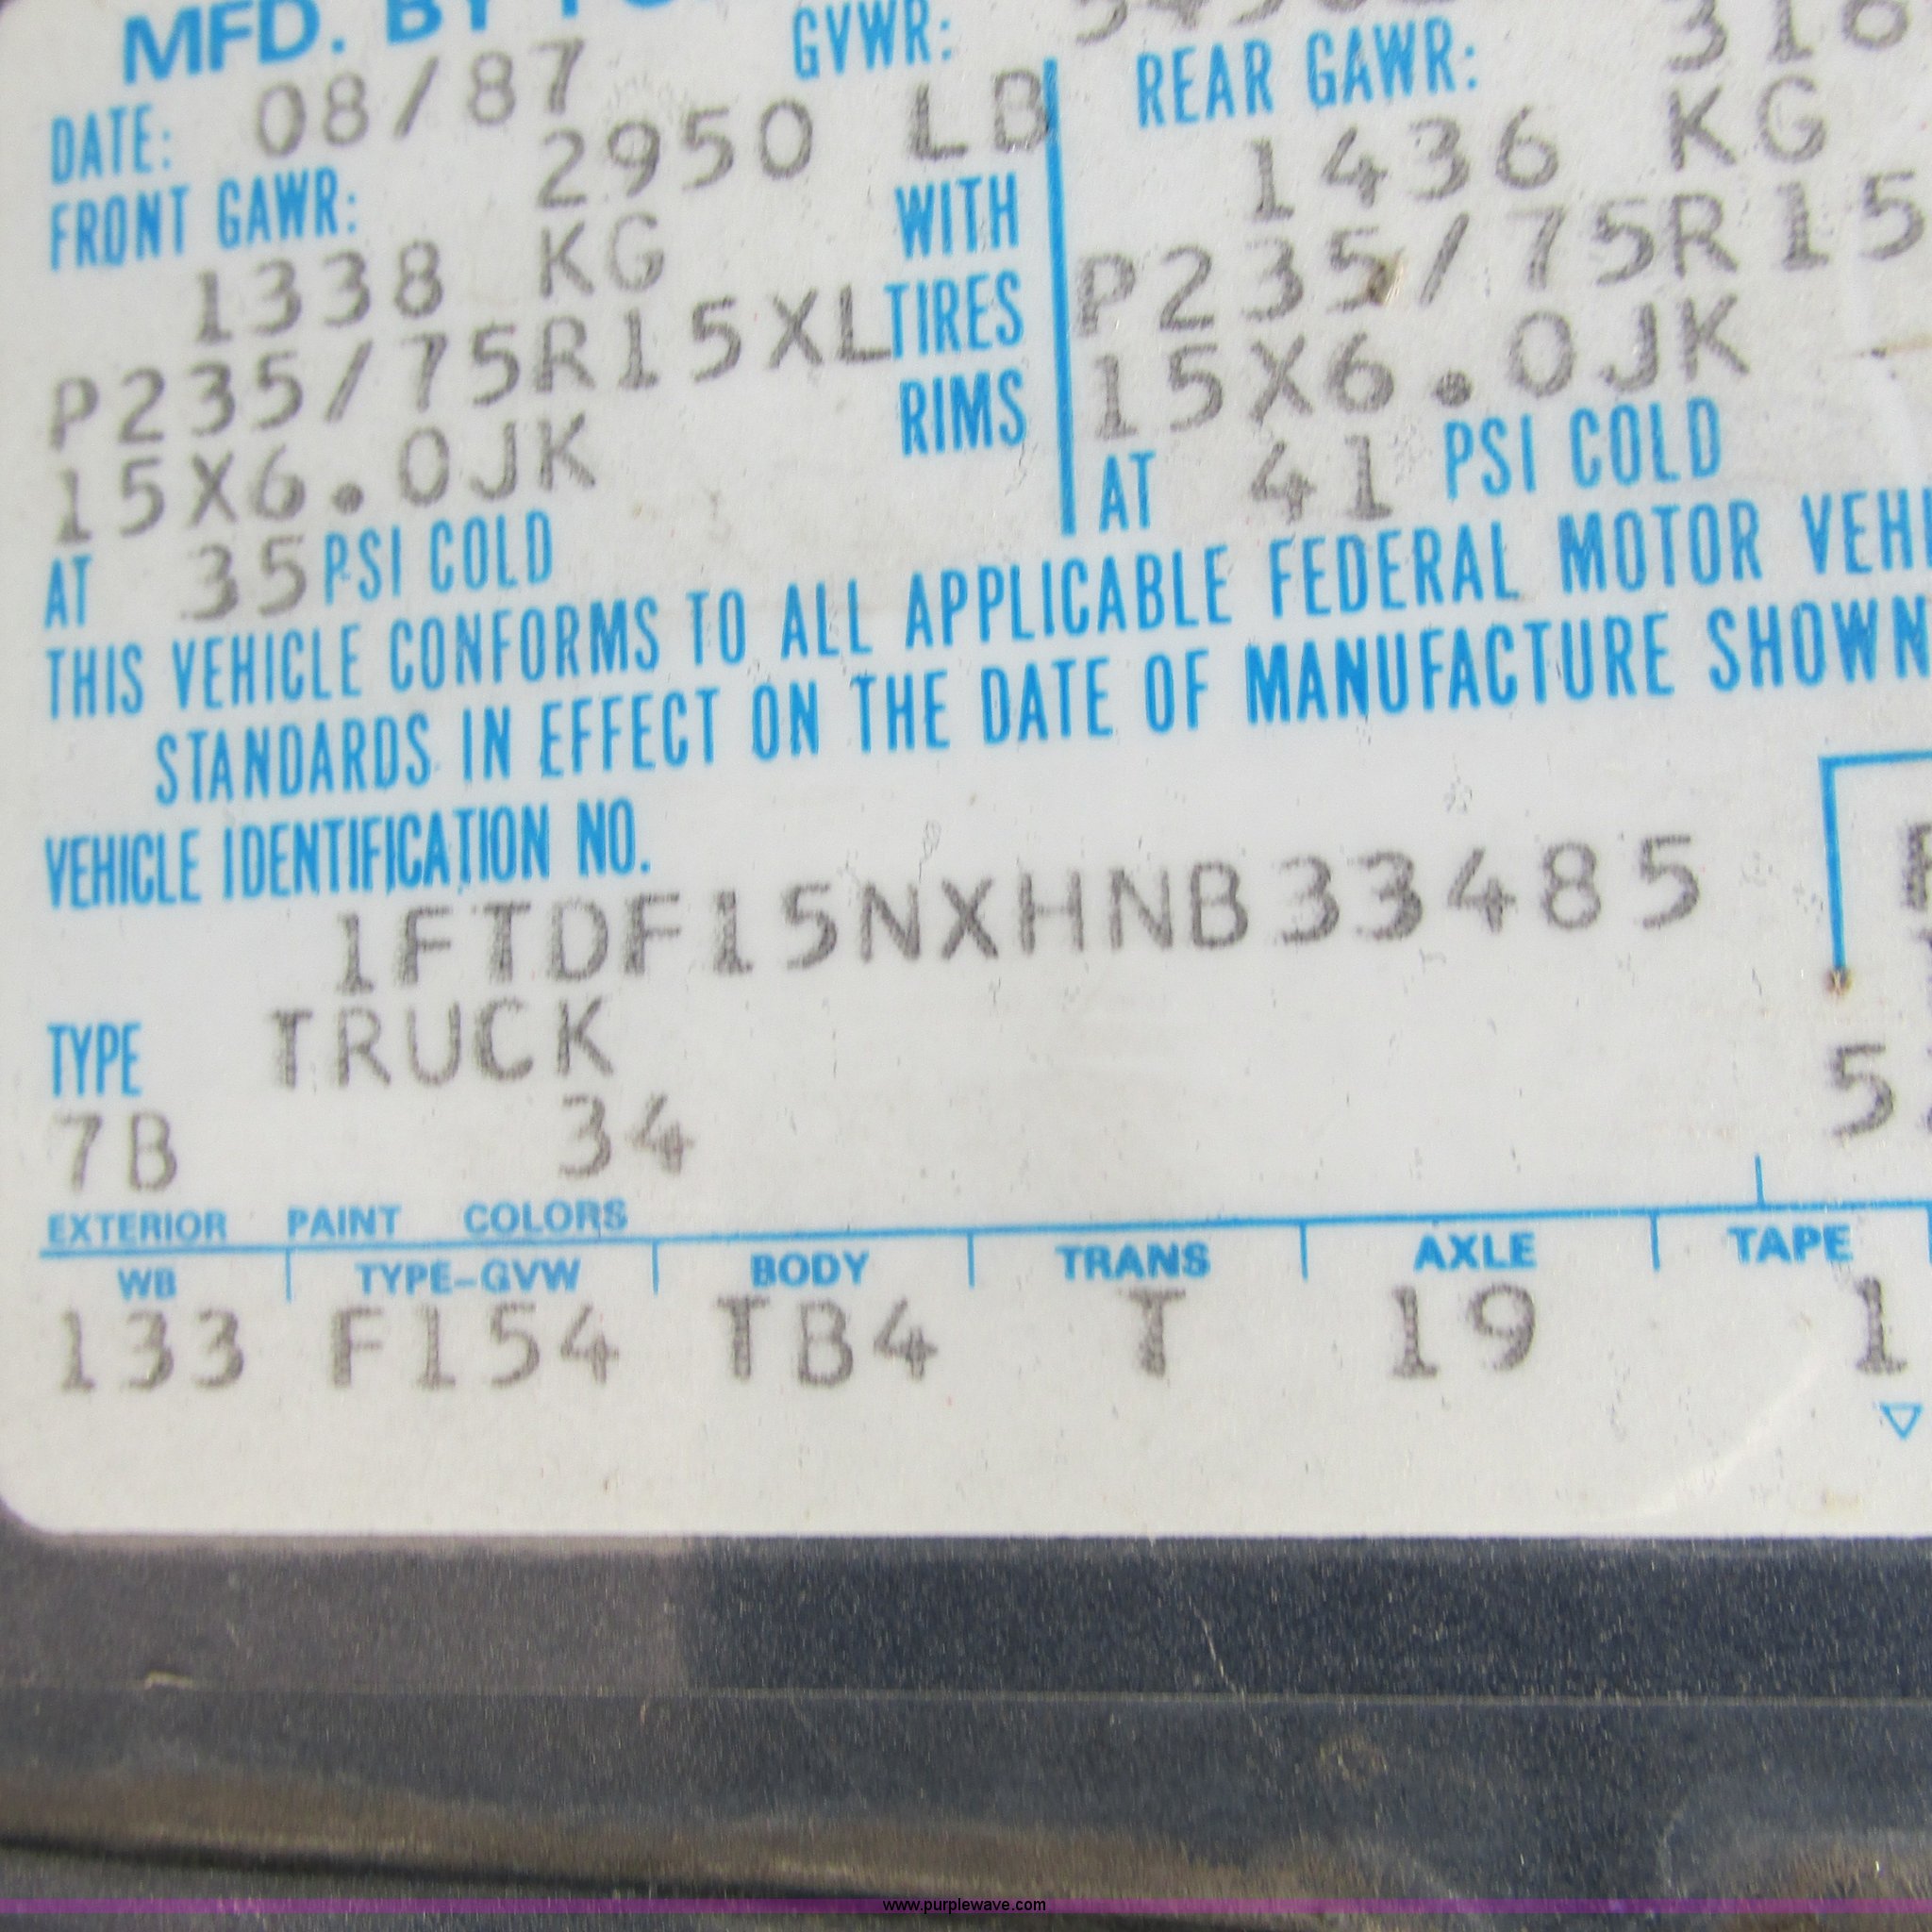 MFD. BY
DATE: 08/87 GVWR:
FRONT GAWR: 2950 LB REAR GAWR:
1338 KG WITH 1436 KG
P235/75R15XL TIRES P235/75R15
15X6.0JK RIMS 15X6.0JK
AT 35 PSI COLD AT 41 PSI COLD
THIS VEHICLE CONFORMS TO ALL APPLICABLE FEDERAL MOTOR
STANDARDS IN EFFECT ON THE DATE OF MANUFACTURE SHOWN
VEHICLE IDENTIFICATION NO.
1FTDF15NXHNB33485
TYPE TRUCK
7B 34
EXTERIOR PAINT COLORS
WB TYPE-GVW BODY TRANS AXLE TAPE
133 F154 TB4 T 19 1
www.purplewave.com